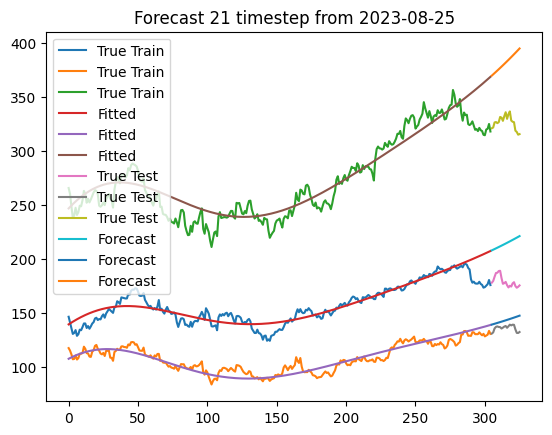 Forecast 21 timestep from 2023-08-25
400
350
300
250
200
150
100
True Train
True Train
True Train
Fitted
Fitted
Fitted
True Test
True Test
True Test
Forecast
Forecast
Forecast
0 50 100 150 200 250 300